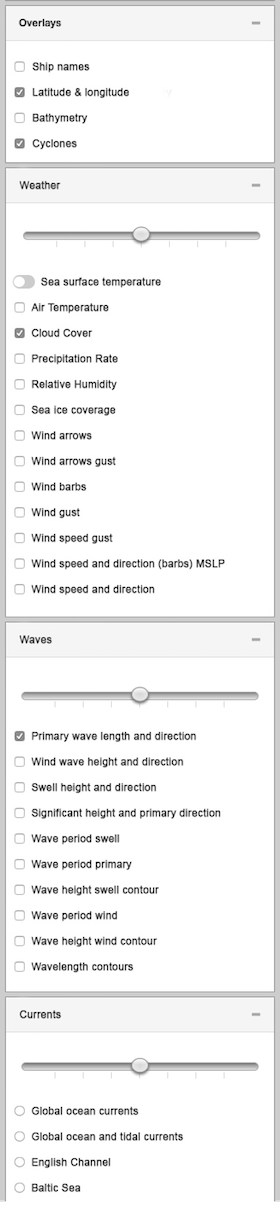 Overlays
Ship names
Latitude & longitude
Bathymetry
Cyclones
Weather
Sea surface temperature
Air Temperature
Cloud Cover
Precipitation Rate
Relative Humidity
Sea ice coverage
Wind arrows
Wind arrows gust
Wind barbs
Wind gust
Wind speed gust
Wind speed and direction (barbs) MSLP
Wind speed and direction
Waves
Primary wave length and direction
Wind wave height and direction
Swell height and direction
Significant height and primary direction
Wave period swell
Wave period primary
Wave height swell contour
Wave period wind
Wave height wind contour
Wavelength contours
Currents
Global ocean currents
Global ocean and tidal currents
English Channel
Baltic Sea